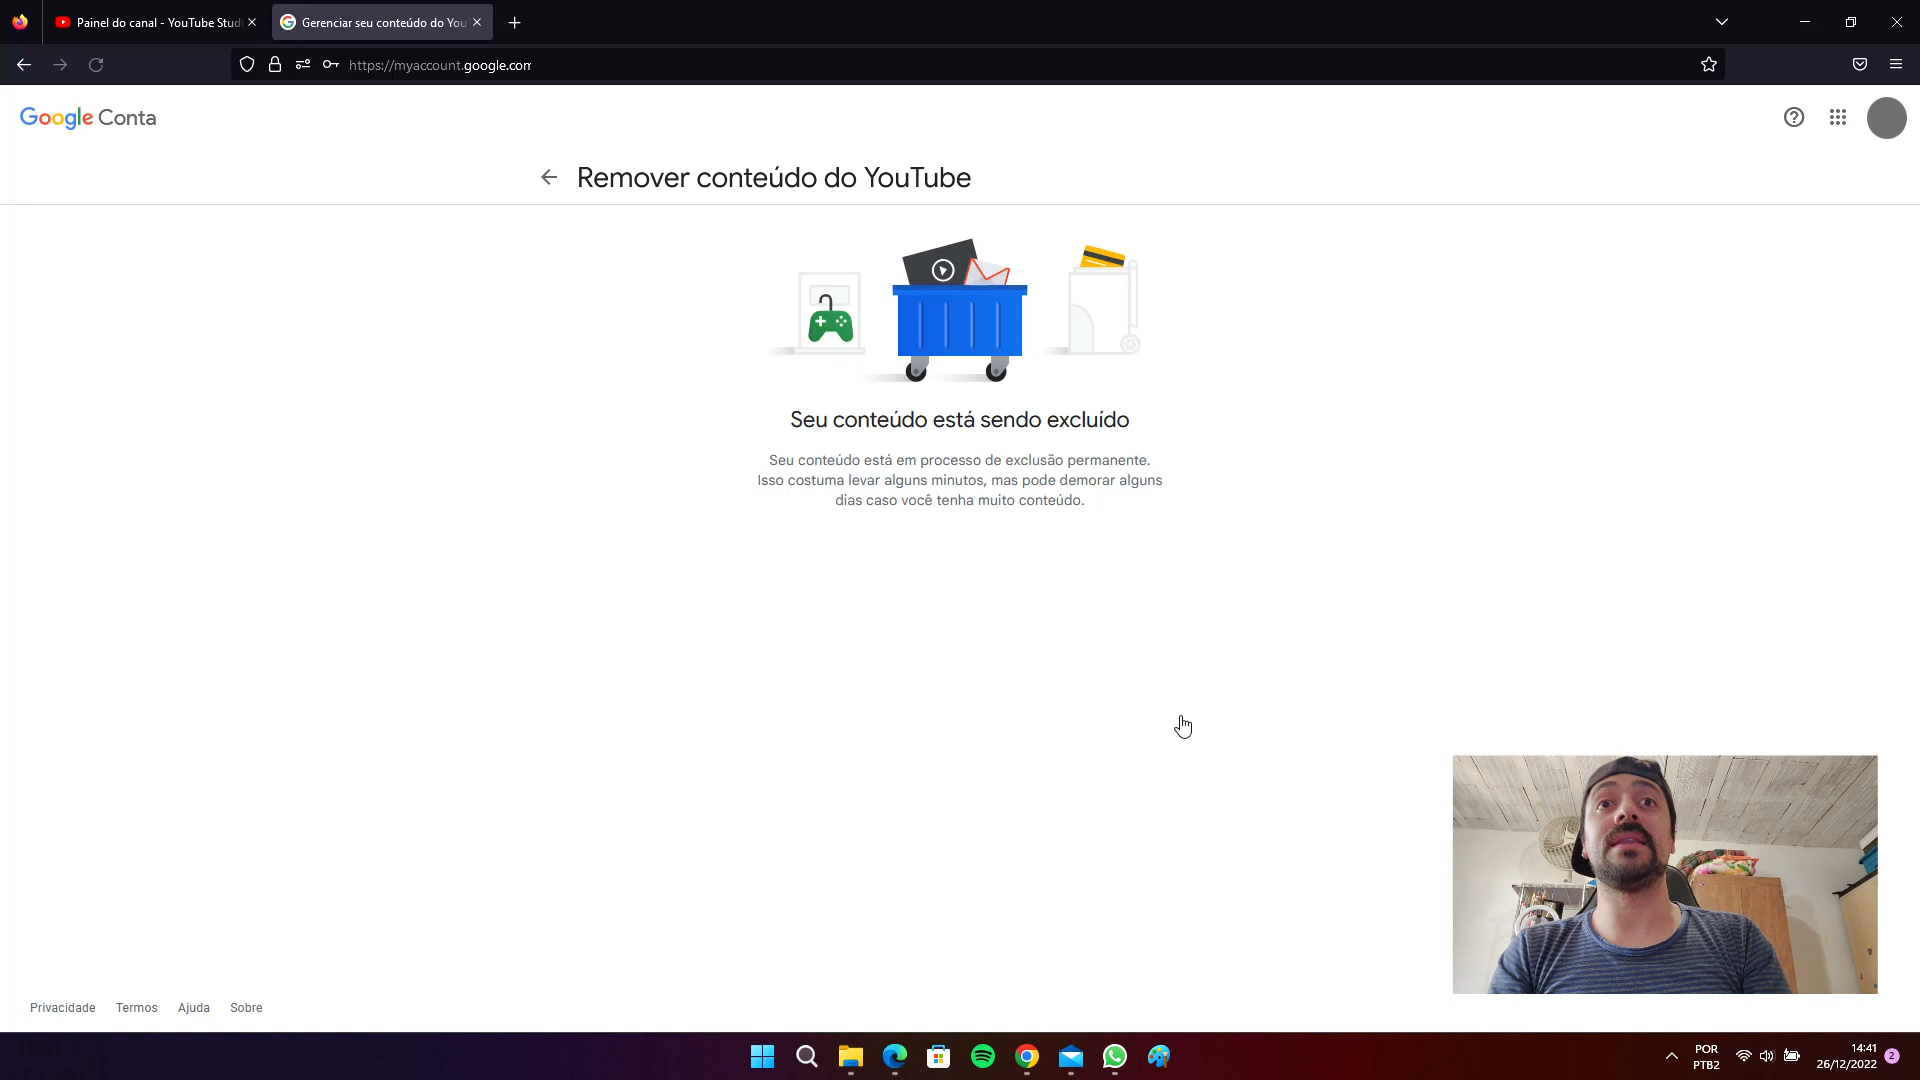 Painel do canal - YouTube Stud
Gerenciar seu conteúdo do You
https://myaccount.google.com
Google Conta
Remover conteúdo do YouTube
Seu conteúdo está sendo excluído
Seu conteúdo está em processo de exclusão permanente.
Isso costuma levar alguns minutos, mas pode demorar alguns
dias caso você tenha muito conteúdo.
Privacidade Termos Ajuda Sobre
POR
PTB2
14:41
26/12/2022
2